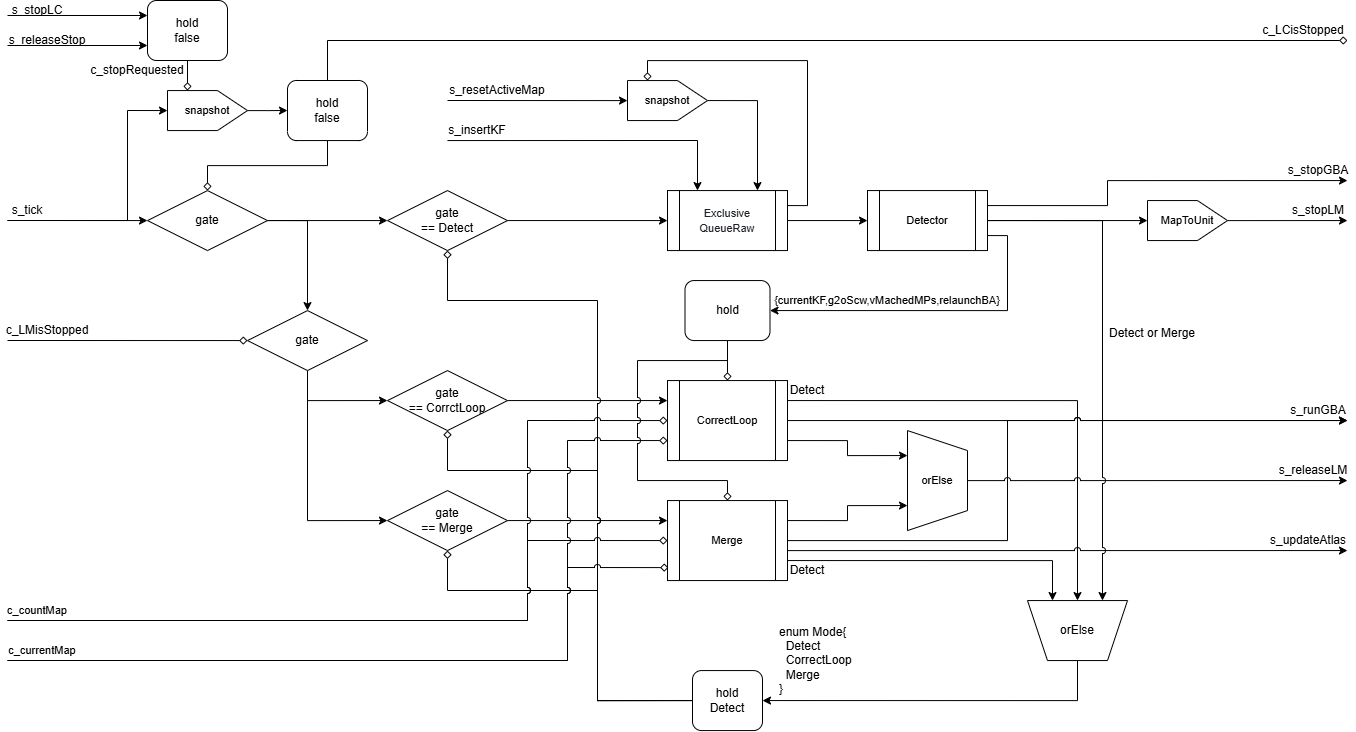 s_stopLC
hold
false
c_LCisStopped
s_releaseStop
c_stopRequested
s_resetActiveMap
snapshot
snapshot
hold
false
s_insertKF
s_stopGBA
s_tick
gate
gate
== Detect
Exclusive
QueueRaw
Detector
MapToUnit
s_stopLM
{currentKF,g2oScw,vMachedMPs,relaunchBA}
hold
c_LMisStopped
gate
Detect or Merge
gate
== CorrctLoop
CorrectLoop
Detect
s_runGBA
orElse
s_releaseLM
gate
== Merge
Merge
s_updateAtlas
Detect
c_countMap
orElse
c_currentMap
enum Mode{
Detect
CorrectLoop
Merge
}
hold
Detect